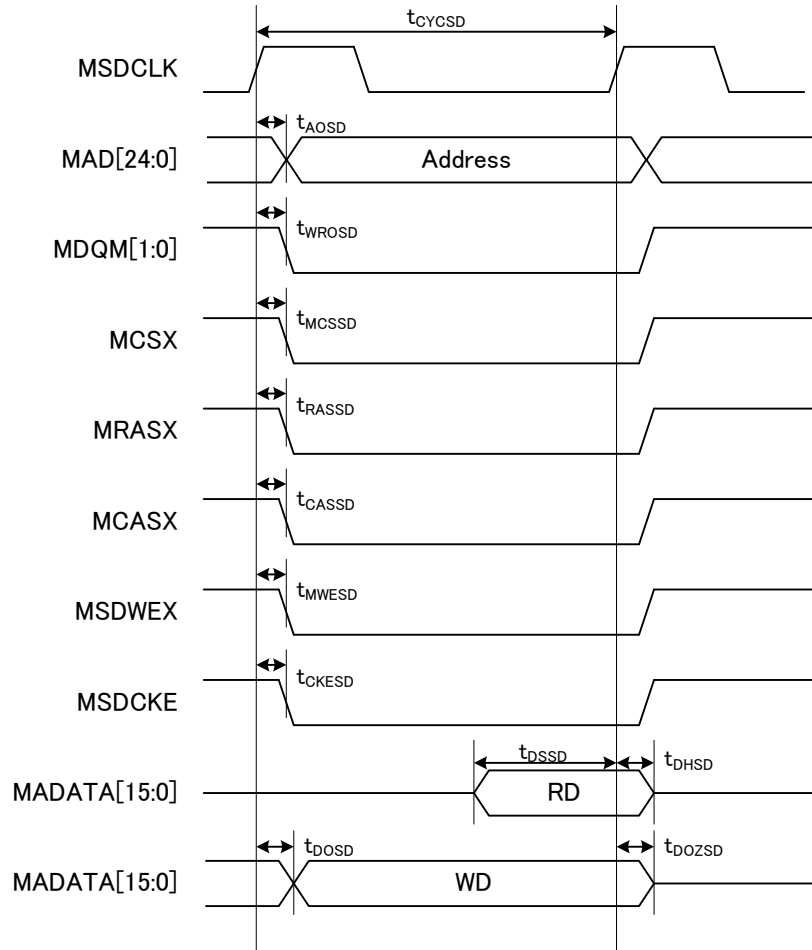 tCYCSD
MSDCLK
tAOSD
MAD[24:0]
Address
tWROSD
MDQM[1:0]
tMCSSD
MCSX
tRASSD
MRASX
tCASSD
MCASX
tMWESD
MSDWEX
tCKESD
MSDCKE
tDSSD
tDHSD
MADATA[15:0]
RD
tDOSD
tDOZSD
MADATA[15:0]
WD